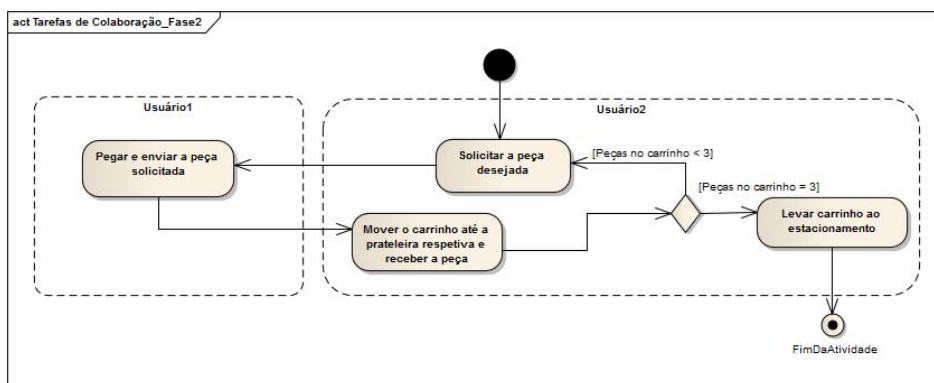 act Tarefas de Colaboração_Fase2
Usuário1
Usuário2
Pegar e enviar a peça
solicitada
Solicitar a peça
desejada
[Peças no carrinho < 3]
[Peças no carrinho = 3]
Mover o carrinho até a
prateleira respetiva e
receber a peça
Levar carrinho ao
estacionamento
FimDaAtividade